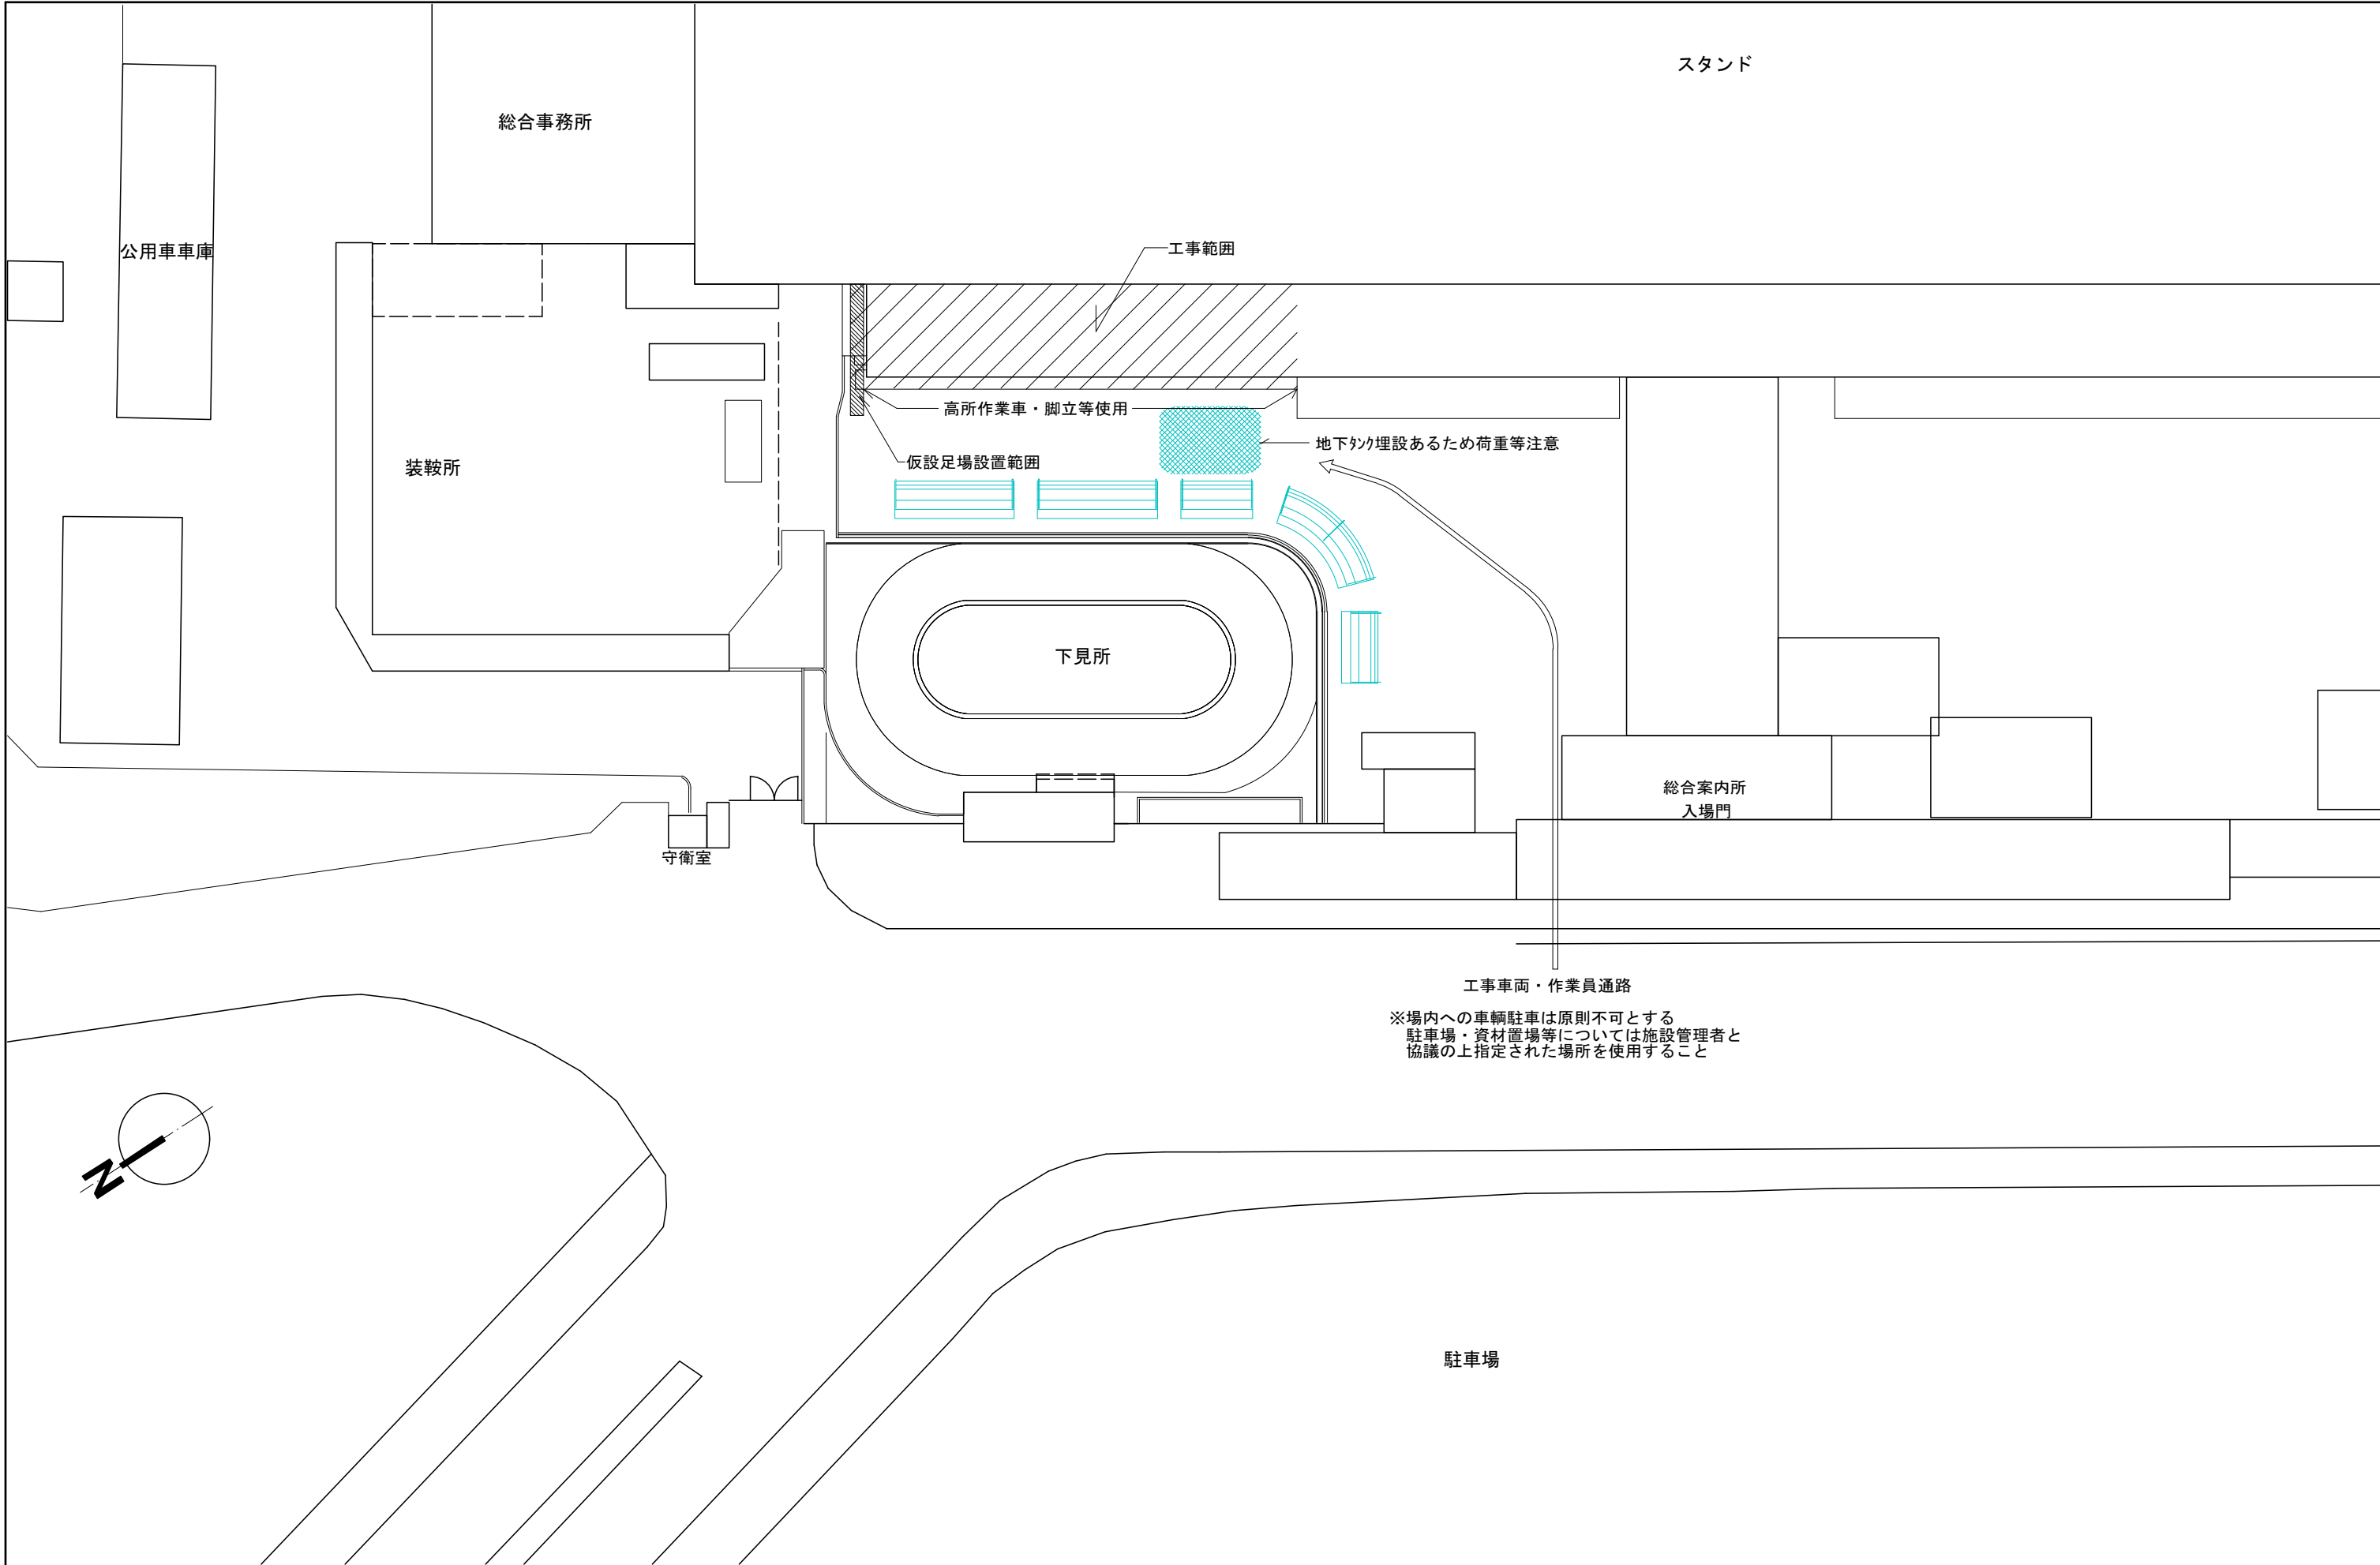 スタンド
総合事務所
公用車車庫
工事範囲
高所作業車・脚立等使用
地下ﾀﾝｸ埋設あるため荷重等注意
仮設足場設置範囲
装鞍所
下見所
総合案内所
入場門
守衛室
工事車両・作業員通路
※場内への車輌駐車は原則不可とする
駐車場・資材置場等については施設管理者と
協議の上指定された場所を使用すること
N
駐車場